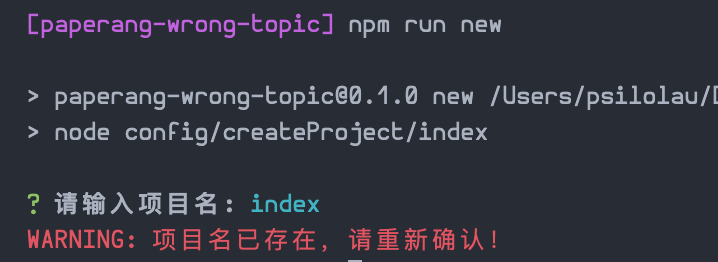 [paperang-wrong-topic] npm run new
> paperang-wrong-topic@0.1.0 new /Users/psilolau/
> node config/createProject/index
? 请输入项目名: index
WARNING: 项目名已存在, 请重新确认!